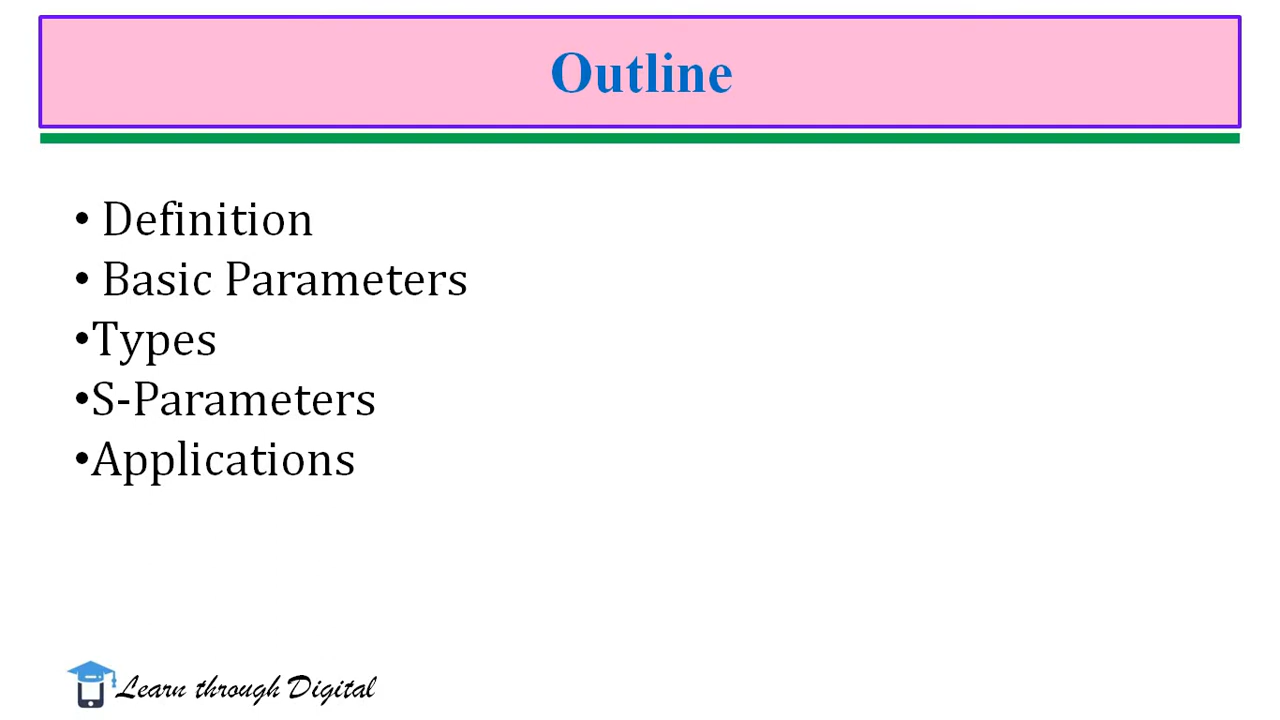 Outline
• Definition
• Basic Parameters
•Types
•S-Parameters
•Applications
Learn through Digital